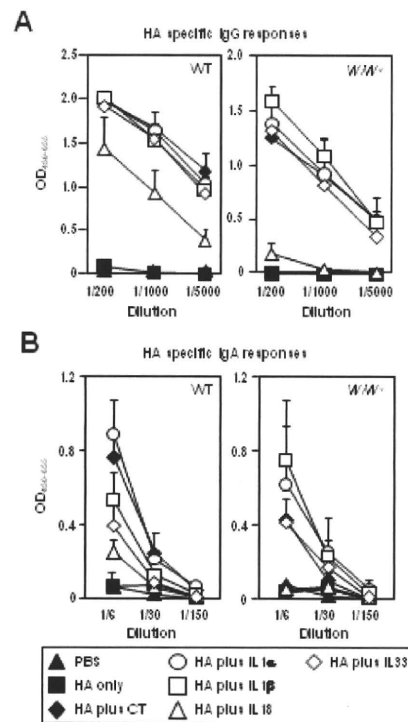 A
HA specific IgG responses
WT
2.5
2.0
1.5
1.0
0.5
0
1/200 1/1000 1/5000
Dilution
2.0
1.5
1.0
0.5
0
1/200 1/1000 1/5000
Dilution
B
HA specific IgA responses
WT
1.2
0.8
0.4
0
1/6 1/30 1/150
Dilution
1.2
0.8
0.4
0
1/6 1/30 1/150
Dilution
PBS
HA only
HA plus CT
HA plus IL1α
HA plus IL1β
HA plus IL18
HA plus IL33